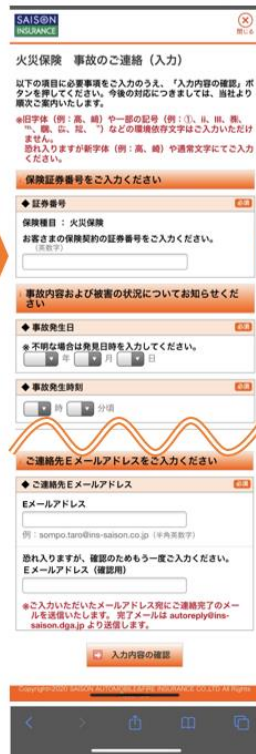 SAISON
INSURANCE
閉じる
火災保険 事故のご連絡（入力）
以下の項目に必要事項をご入力のうえ、『入力内容の確認』ボ
タンを押してください。今後の対応につきましては、当社より
順次ご案内いたします。
※旧字体（例：髙、﨑）や一部の記号（例：①、ⅱ、Ⅲ、㈱、
などの環境依存文字はご入力いただけ
ません。
恐れ入りますが新字体（例：高、崎）や通常文字にてご入力
ください。
保険証券番号をご入力ください
◆ 証券番号 必須
保険種目 ： 火災保険
お客さまの保険契約の証券番号をご入力ください。
（英数字）
事故内容および被害の状況についてお知らせくだ
さい
◆ 事故発生日 必須
※ 不明な場合は発見日時を入力してください。
年 月 日
◆ 事故発生時刻 必須
時 分頃
ご連絡先Ｅメールアドレスをご入力ください
◆ ご連絡先Ｅメールアドレス 必須
Eメールアドレス
例：sompo.taro@ins-saison.co.jp（半角英数字）
恐れ入りますが、確認のためもう一度ご入力ください。
Ｅメールアドレス（確認用）
※ご入力いただいたメールアドレス宛にご連絡完了のメー
ルを送信いたします。 完了メールは autoreply@ins-
saison.dga.jp より送信します。
入力内容の確認
Copyright©2020 SAISON AUTOMOBILE&FIRE INSURANCE CO.,LTD All Rights